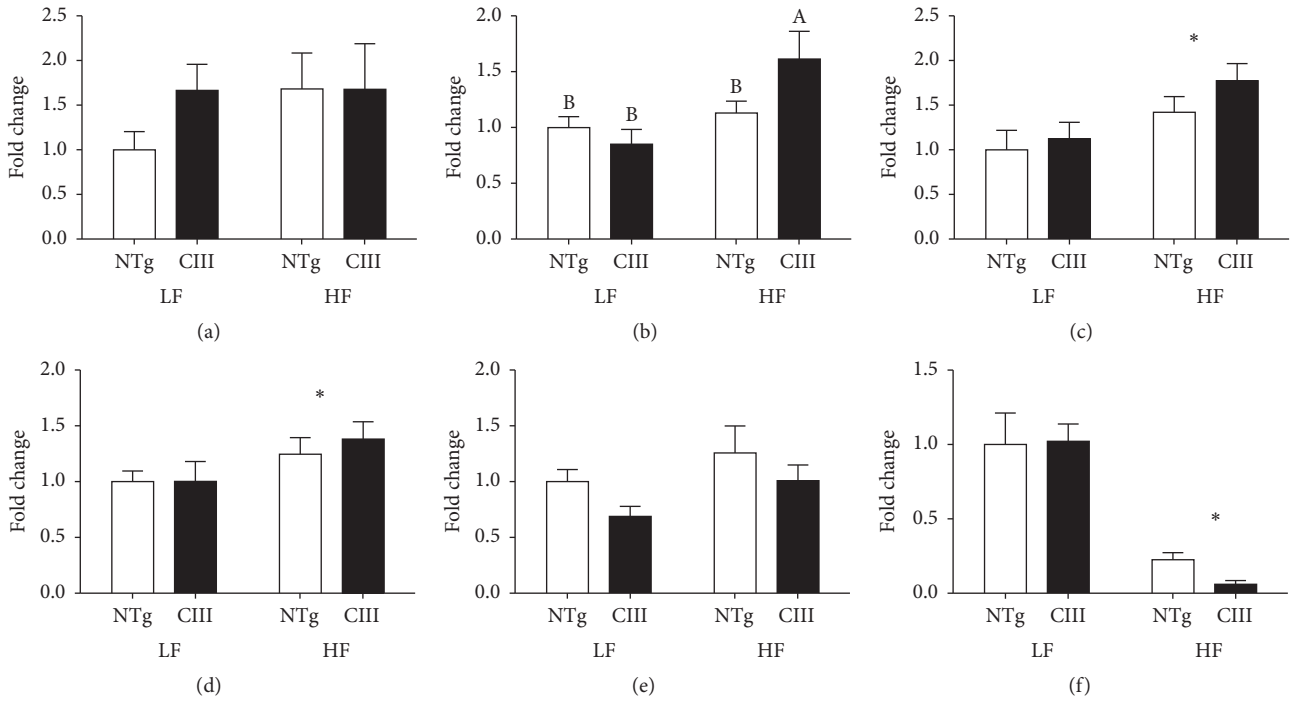 Fold change
2.5
2.0
1.5
1.0
0.5
0.0
NTg CIII NTg CIII
LF HF
(a)
Fold change
2.0
1.5
1.0
0.5
0.0
B B B A
NTg CIII NTg CIII
LF HF
(b)
Fold change
2.5
2.0
1.5
1.0
0.5
0.0
*
NTg CIII NTg CIII
LF HF
(c)
Fold change
2.0
1.5
1.0
0.5
0.0
*
NTg CIII NTg CIII
LF HF
(d)
Fold change
2.0
1.5
1.0
0.5
0.0
NTg CIII NTg CIII
LF HF
(e)
Fold change
1.5
1.0
0.5
0.0
*
NTg CIII NTg CIII
LF HF
(f)